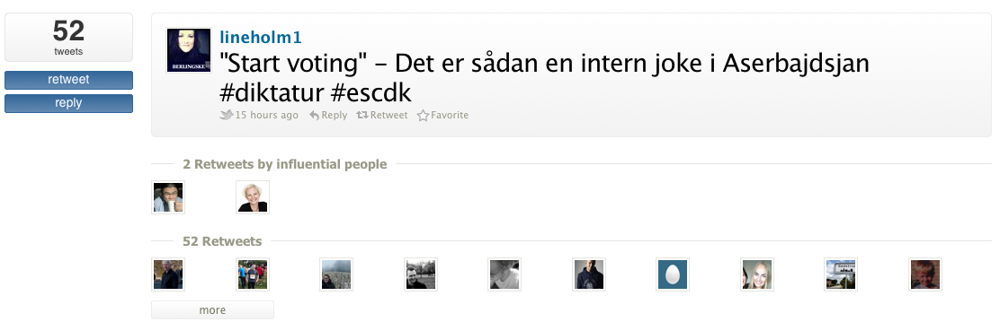 52
tweets
retweet
reply
lineholm1
"Start voting" – Det er sådan en intern joke i Aserbajdsjan
#diktatur #escdk
BERLINGSKE
15 hours ago Reply Retweet Favorite
2 Retweets by influential people
52 Retweets
more